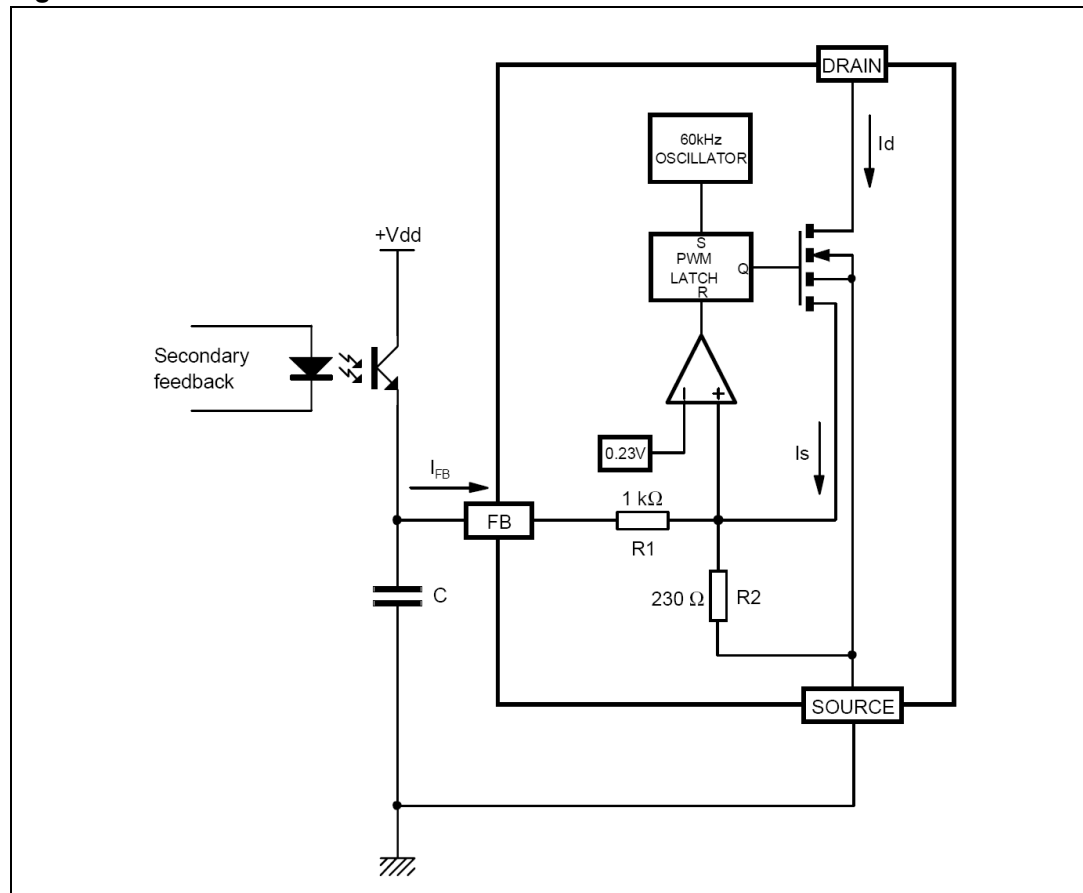 DRAIN
60kHz
OSCILLATOR
Id
+Vdd
S
PWM
LATCH
Q
R
Secondary
feedback
- +
0.23V
Is
I_FB
1 kΩ
FB
R1
C
230 Ω
R2
SOURCE